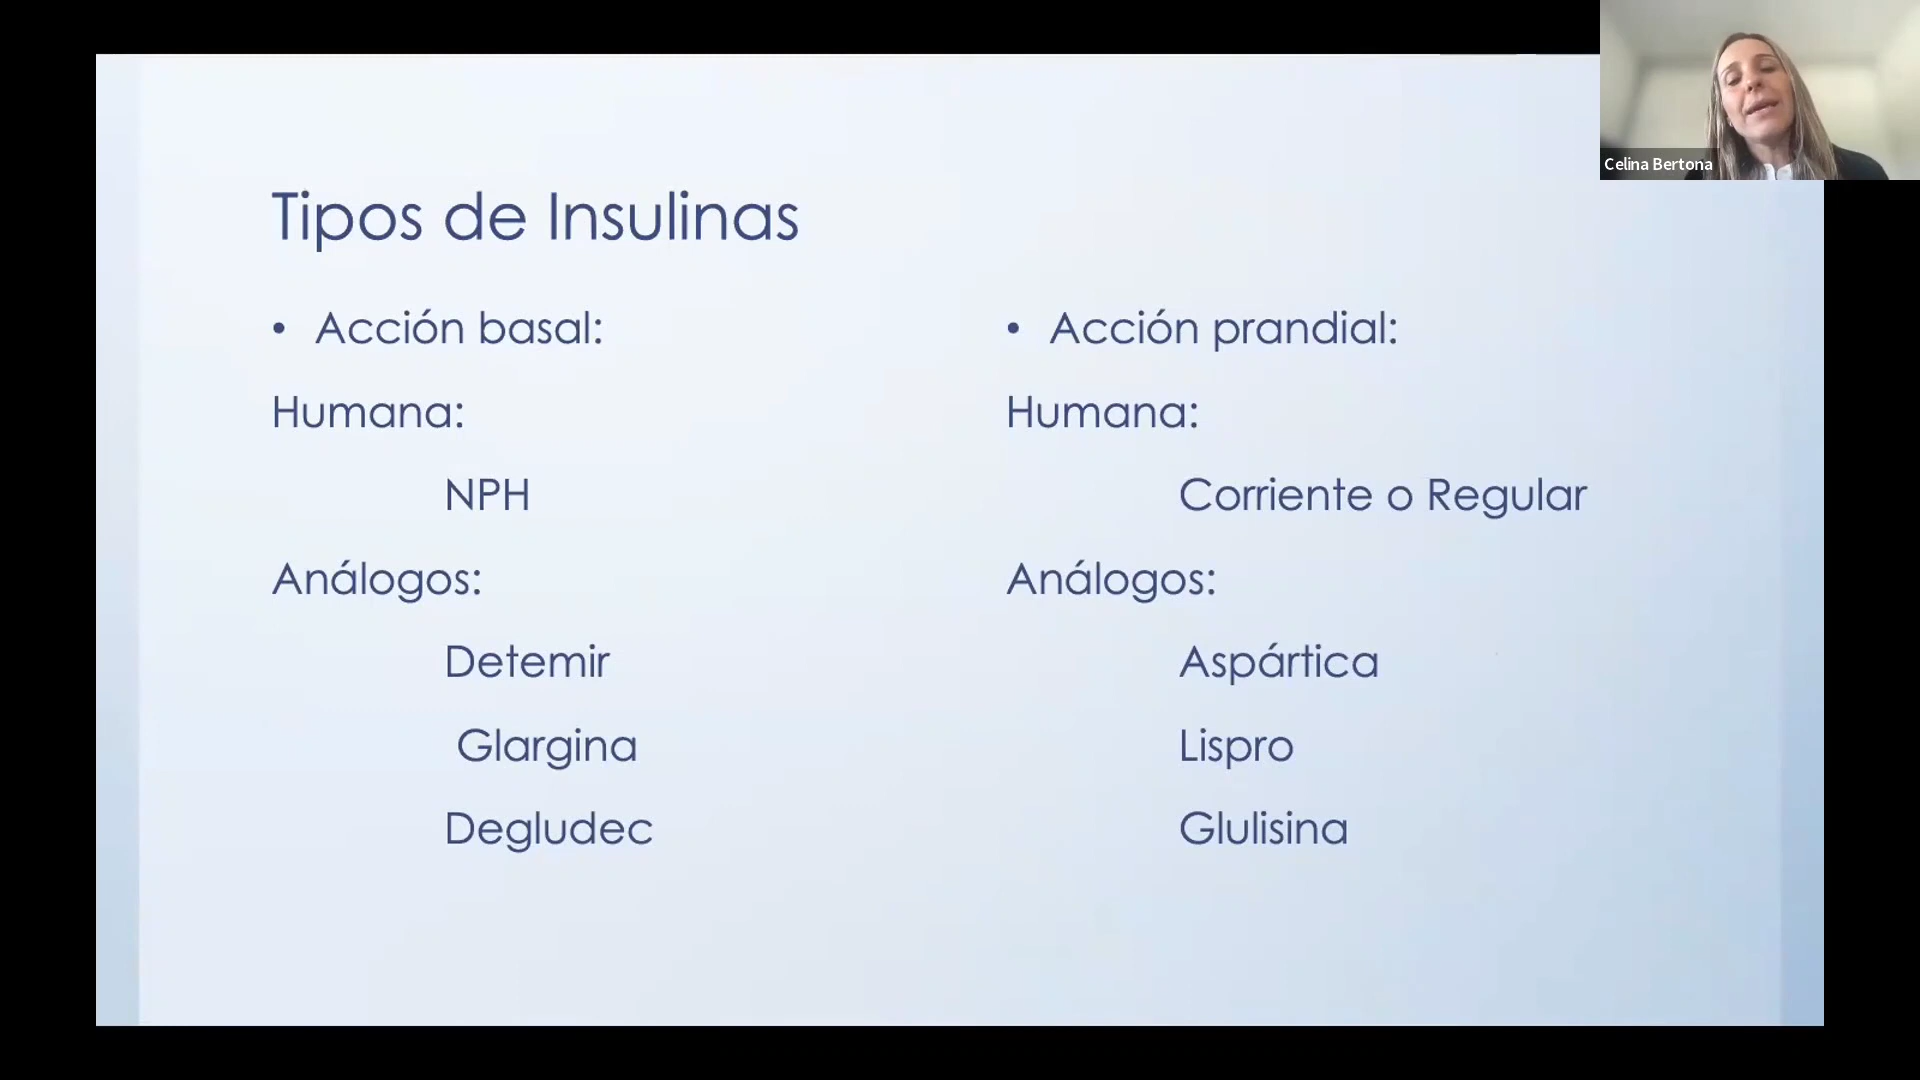 Celina Bertona
Tipos de Insulinas
• Acción basal:
Humana:
NPH
Análogos:
Detemir
Glargina
Degludec
• Acción prandial:
Humana:
Corriente o Regular
Análogos:
Aspártica
Lispro
Glulisina